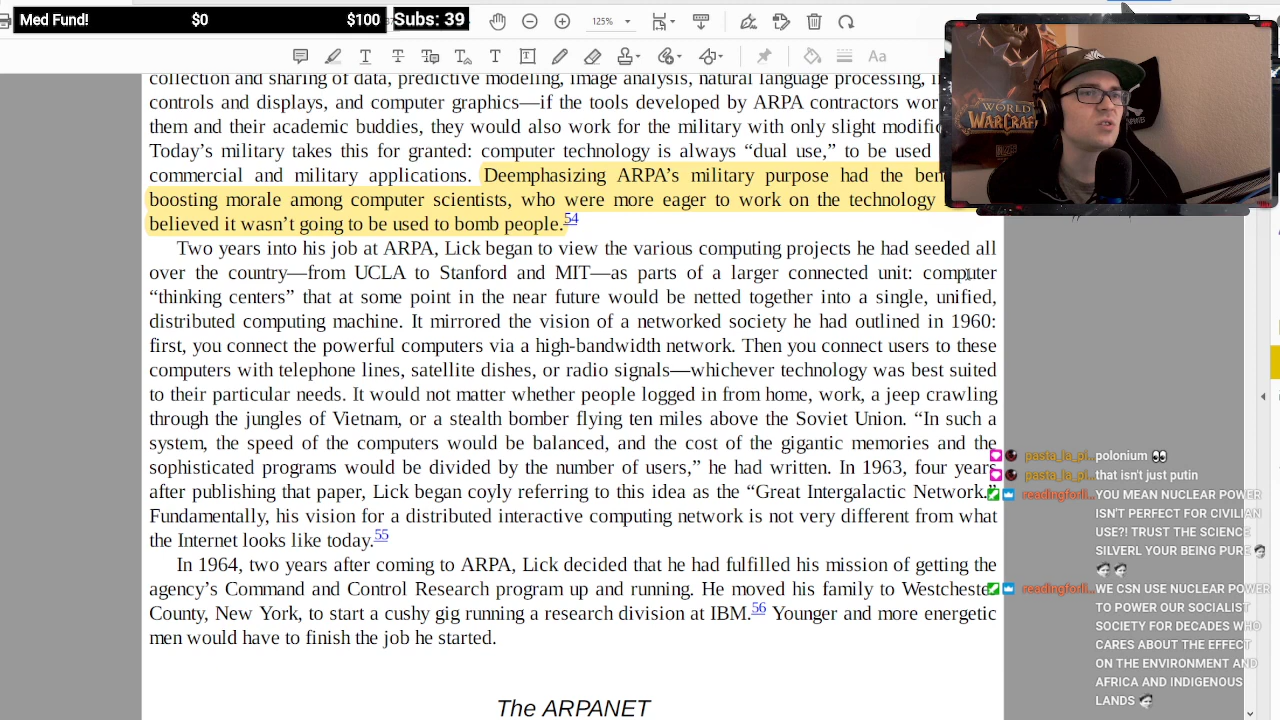 Med Fund! $0 $100 Subs: 39
125%
Aa
collection and sharing of data, predictive modeling, image analysis, natural language processing,
controls and displays, and computer graphics—if the tools developed by ARPA contractors
them and their academic buddies, they would also work for the military with only slight
Today’s military takes this for granted: computer technology is always “dual use,” to be used
commercial and military applications. Deemphasizing ARPA’s military purpose had the
boosting morale among computer scientists, who were more eager to work on the technology
believed it wasn’t going to be used to bomb people.54
Two years into his job at ARPA, Lick began to view the various computing projects he had seeded all
over the country—from UCLA to Stanford and MIT—as parts of a larger connected unit: computer
“thinking centers” that at some point in the near future would be netted together into a single, unified,
distributed computing machine. It mirrored the vision of a networked society he had outlined in 1960:
first, you connect the powerful computers via a high-bandwidth network. Then you connect users to these
computers with telephone lines, satellite dishes, or radio signals—whichever technology was best suited
to their particular needs. It would not matter whether people logged in from home, work, a jeep crawling
through the jungles of Vietnam, or a stealth bomber flying ten miles above the Soviet Union. “In such a
system, the speed of the computers would be balanced, and the cost of the gigantic memories and the
sophisticated programs would be divided by the number of users,” he had written. In 1963, four years
after publishing that paper, Lick began coyly referring to this idea as the “Great Intergalactic Network.”
Fundamentally, his vision for a distributed interactive computing network is not very different from what
the Internet looks like today.55
In 1964, two years after coming to ARPA, Lick decided that he had fulfilled his mission of getting the
agency’s Command and Control Research program up and running. He moved his family to Westchester
County, New York, to start a cushy gig running a research division at IBM.56 Younger and more energetic
men would have to finish the job he started.
The ARPANET
WORLD
WARCRAFT
pasta_la_pi.. polonium 👀
pasta_la_pi.. that isn't just putin
readingforli.. YOU MEAN NUCLEAR POWER
ISN'T PERFECT FOR CIVILIAN
USE?! TRUST THE SCIENCE
SILVERL YOUR BEING PURE
readingforli.. WE CSN USE NUCLEAR POWER
TO POWER OUR SOCIALIST
SOCIETY FOR DECADES WHO
CARES ABOUT THE EFFECT
ON THE ENVIRONMENT AND
AFRICA AND INDIGENOUS
LANDS